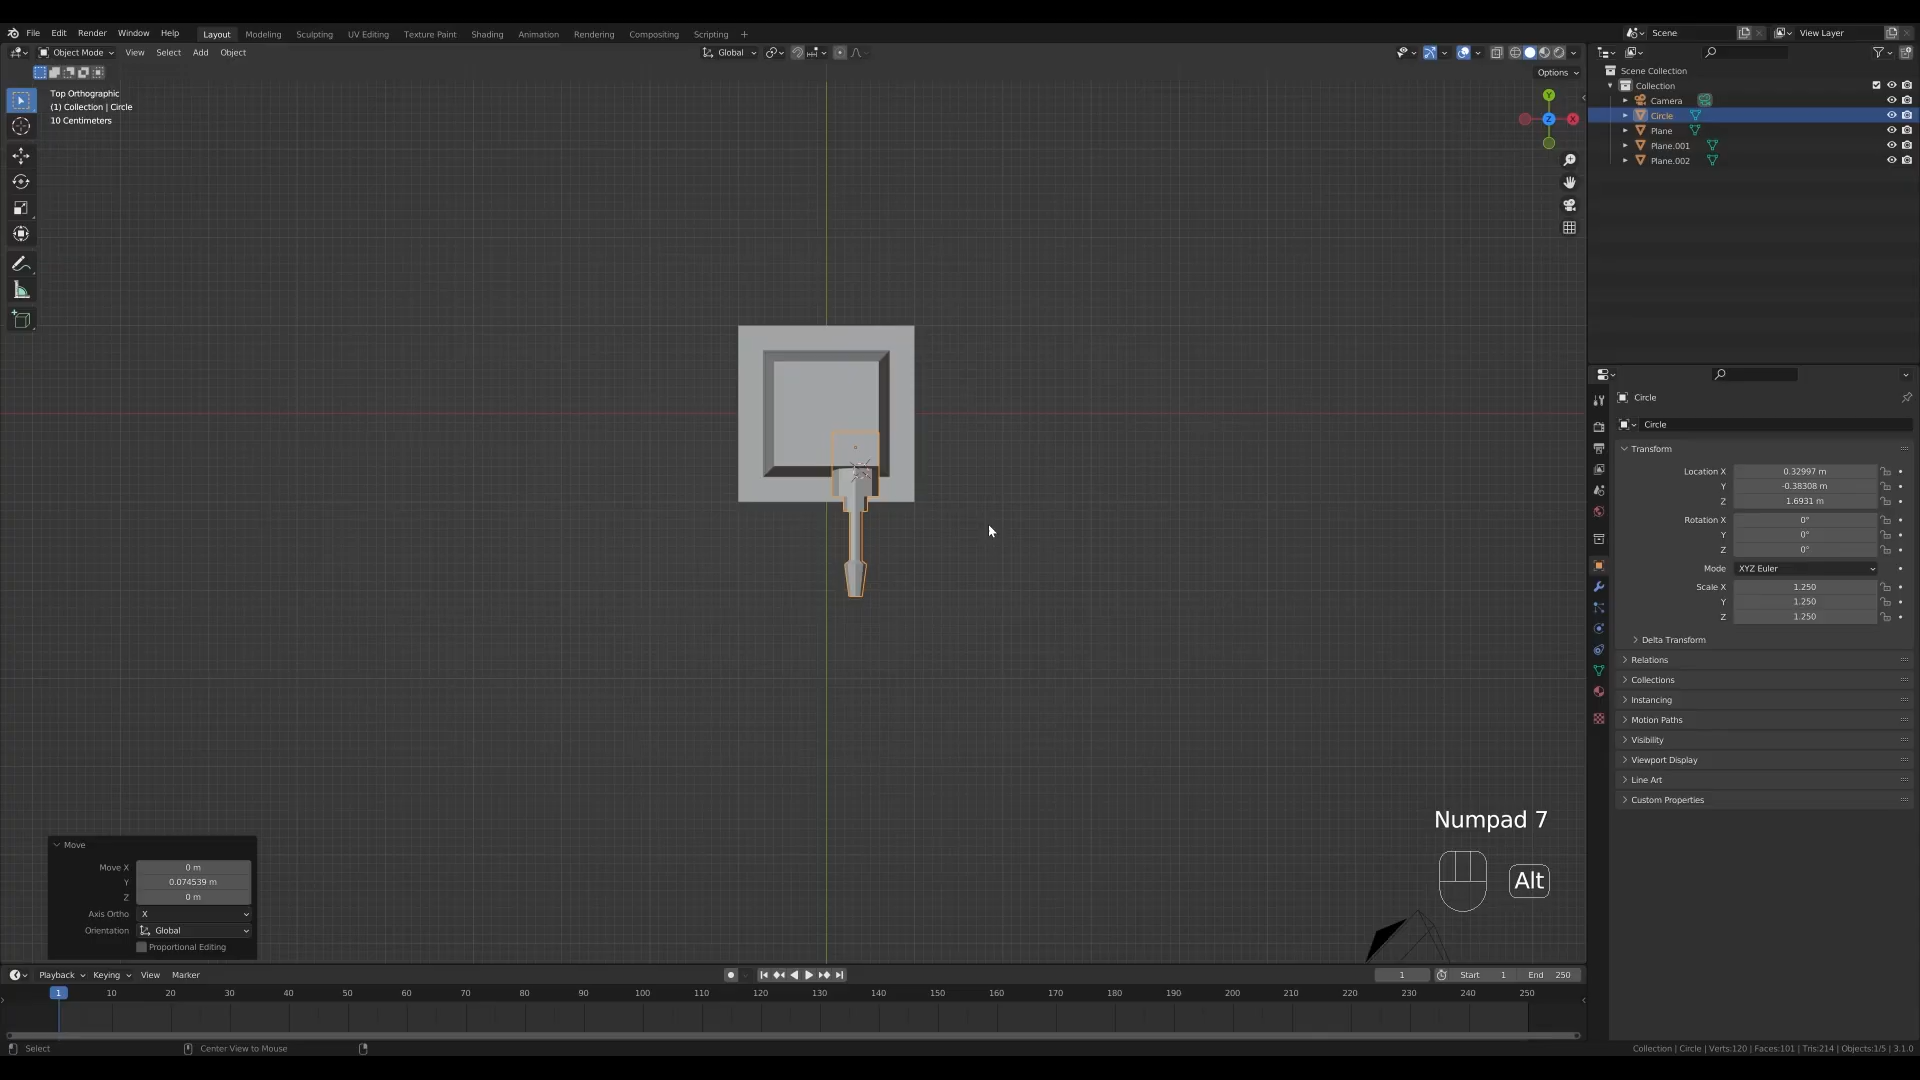 File Edit Render Window Help Layout Modeling Sculpting UV Editing Texture Paint Shading Animation Rendering Compositing Scripting + Scene View Layer
Object Mode View Select Add Object Global
Options
Top Orthographic
(1) Collection | Circle
10 Centimeters
Y
Z X
Scene Collection
Collection
Camera
Circle
Plane
Plane.001
Plane.002
Circle
Circle
Transform
Location X 0.32997 m
Y -0.38308 m
Z 1.6931 m
Rotation X 0°
Y 0°
Z 0°
Mode XYZ Euler
Scale X 1.250
Y 1.250
Z 1.250
Delta Transform
Relations
Collections
Instancing
Motion Paths
Visibility
Viewport Display
Line Art
Custom Properties
Numpad 7
Alt
Move
Move X 0 m
Y 0.074539 m
Z 0 m
Axis Ortho X
Orientation Global
Proportional Editing
Playback Keying View Marker 1 Start 1 End 250
1 10 20 30 40 50 60 70 80 90 100 110 120 130 140 150 160 170 180 190 200 210 220 230 240 250
Select Center View to Mouse Collection | Circle | Verts:120 | Faces:101 | Tris:214 | Objects:1/5 | 3.1.0